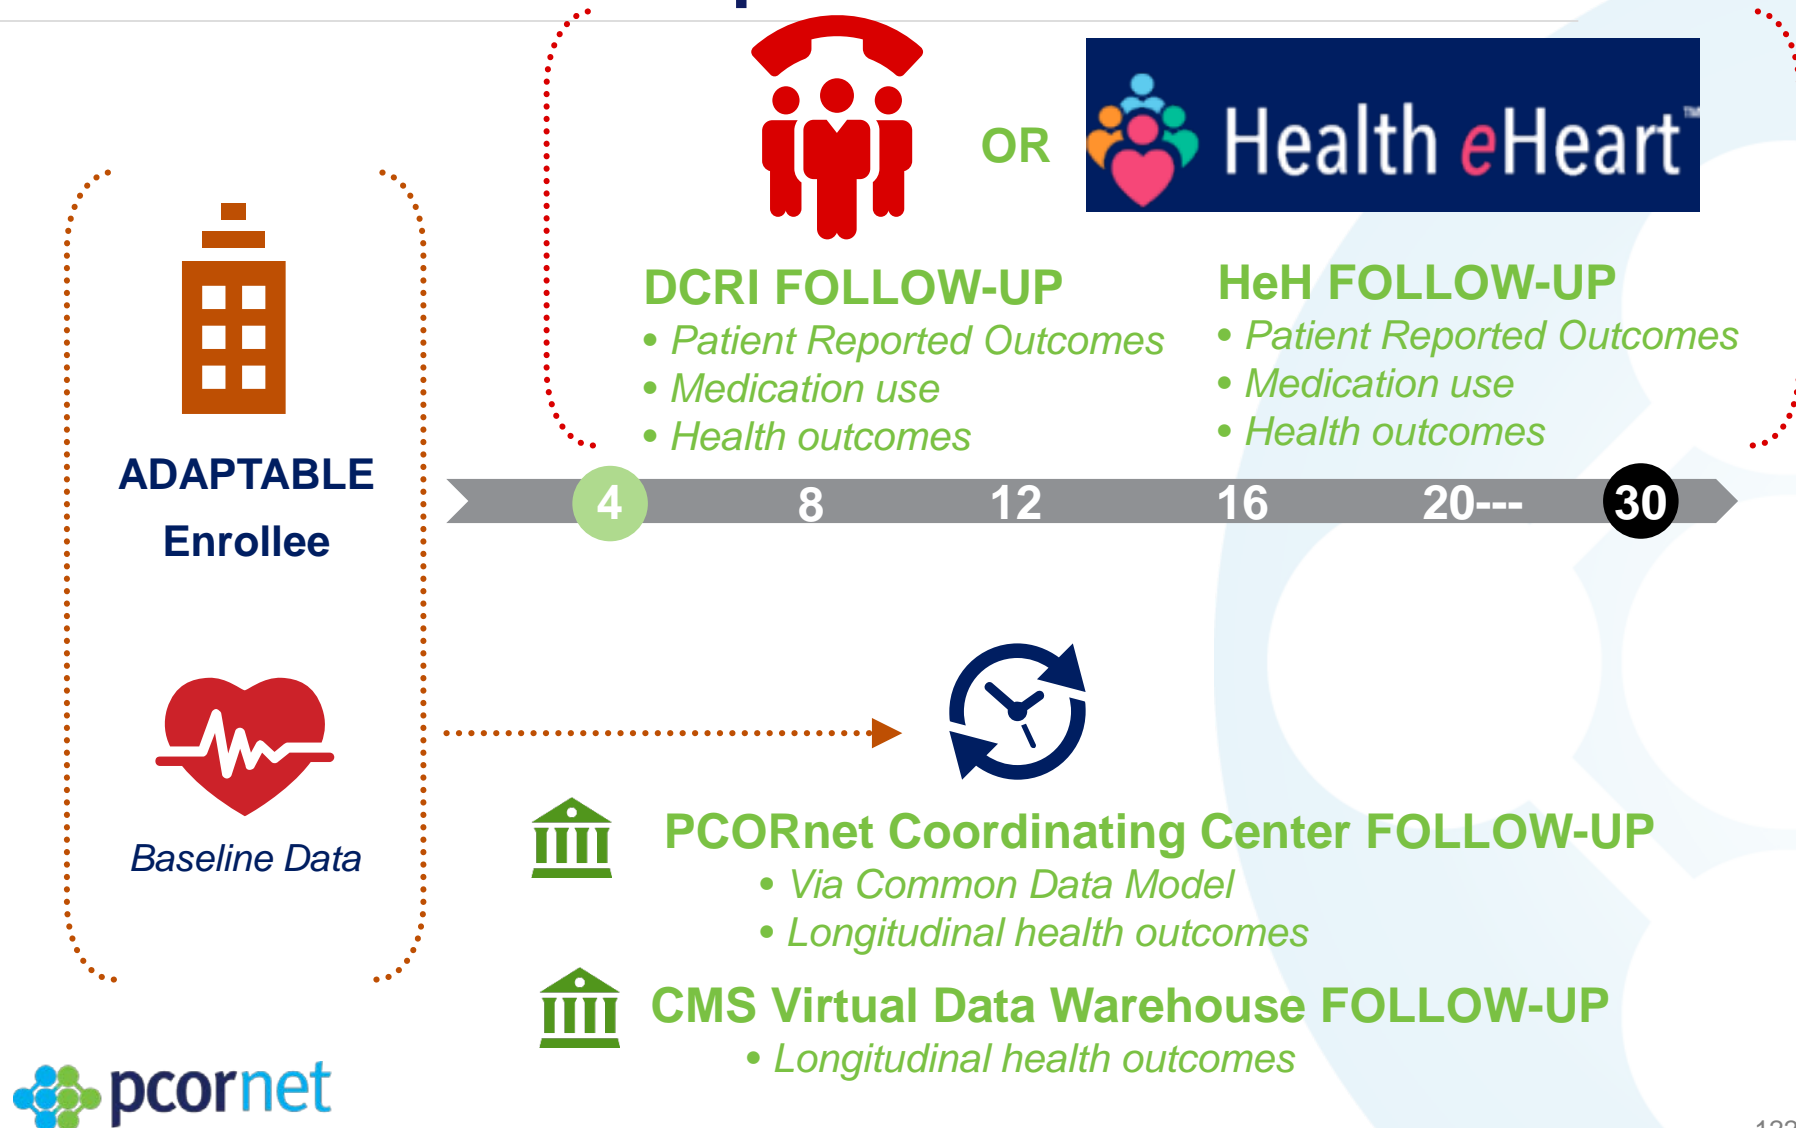 OR
Health eHeart™
DCRI FOLLOW-UP
• Patient Reported Outcomes
• Medication use
• Health outcomes
HeH FOLLOW-UP
• Patient Reported Outcomes
• Medication use
• Health outcomes
ADAPTABLE
Enrollee
4 8 12 16 20--- 30
Baseline Data
PCORnet Coordinating Center FOLLOW-UP
• Via Common Data Model
• Longitudinal health outcomes
CMS Virtual Data Warehouse FOLLOW-UP
• Longitudinal health outcomes
pcornet